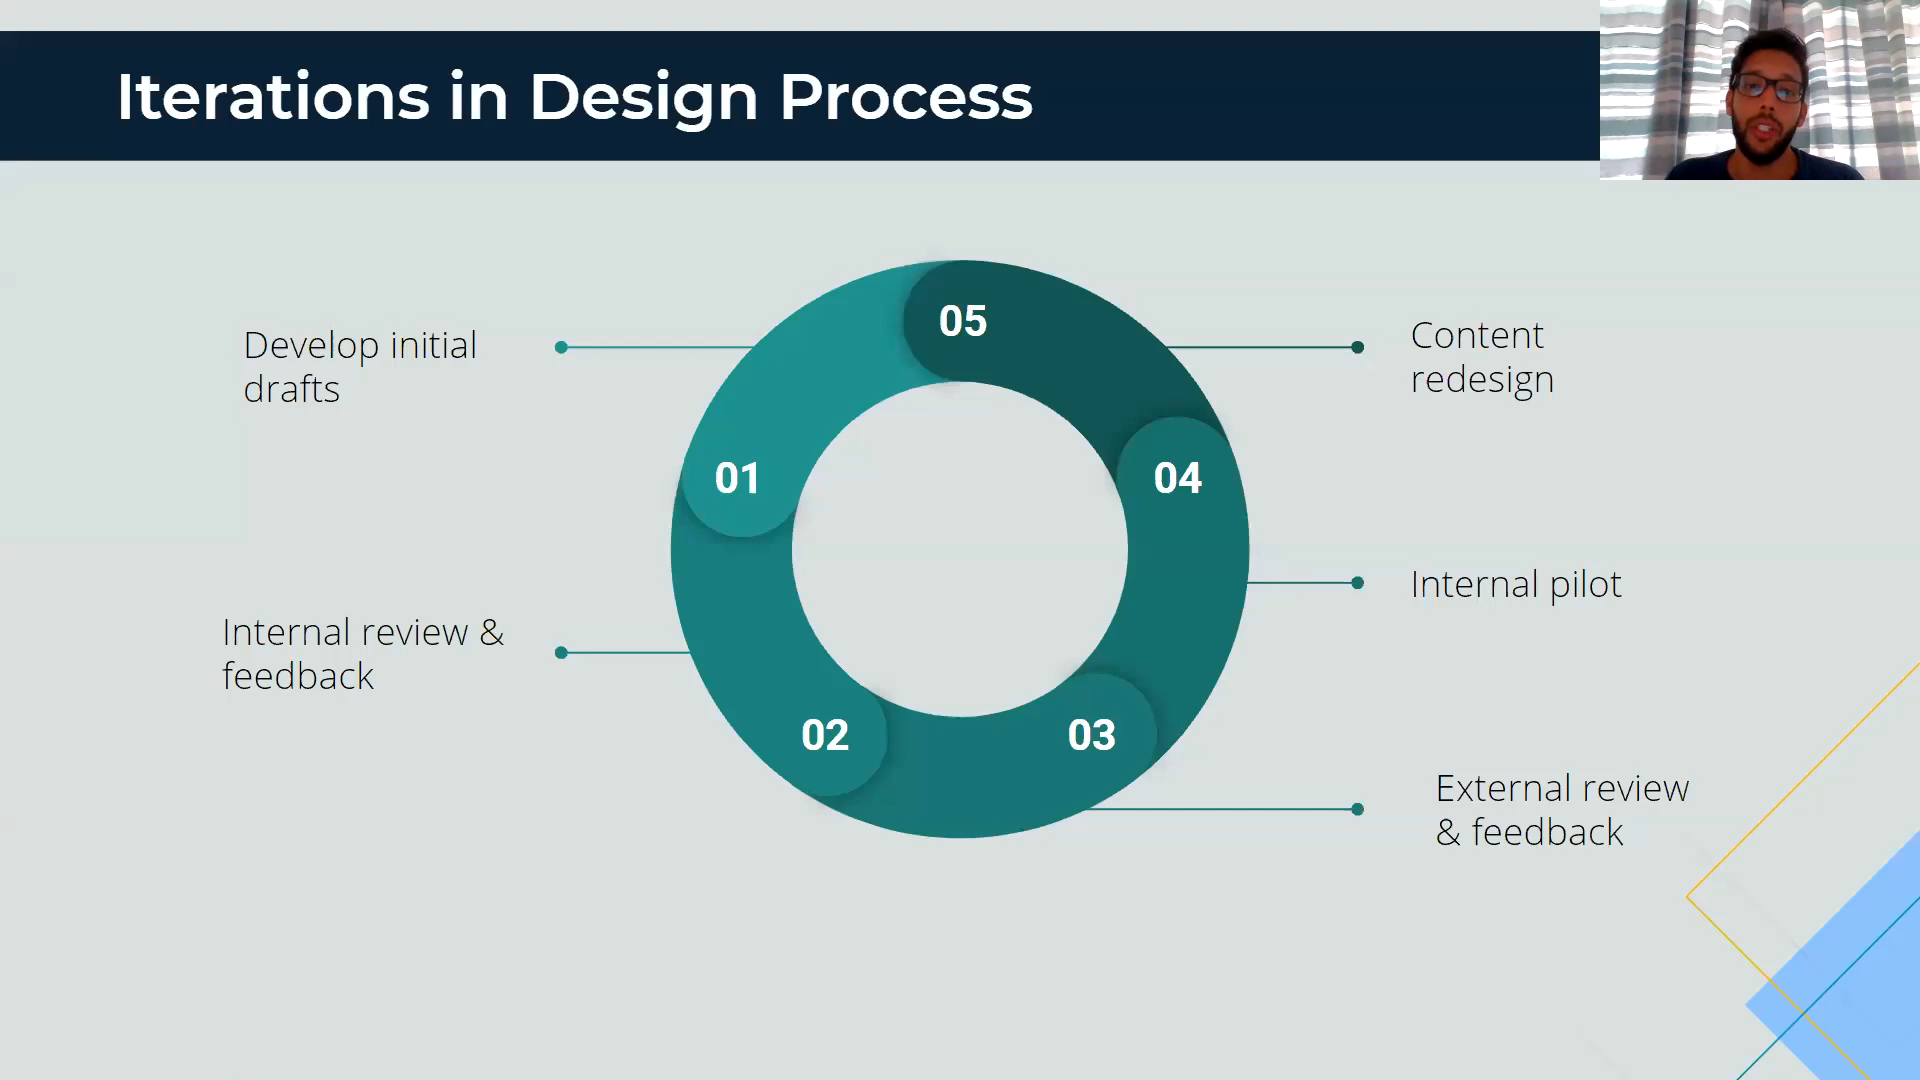 Iterations in Design Process
Develop initial
drafts
01
Internal review &
feedback
02
03
External review
& feedback
04
Internal pilot
05
Content
redesign